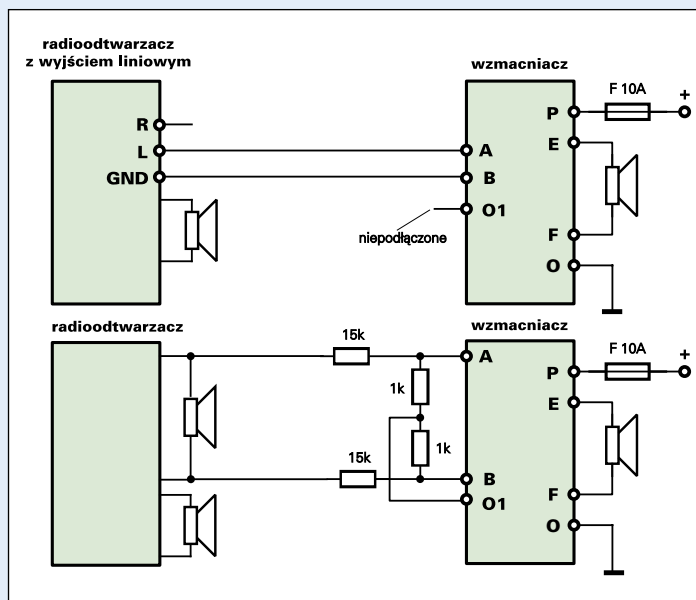 radioodtwarzacz
z wyjściem liniowym
wzmacniacz
F 10A
+
R
L
GND
A
B
O1
niepodłączone
P
E
F
O
radioodtwarzacz
wzmacniacz
15k
1k
1k
15k
A
B
O1
P
E
F
O
F 10A
+